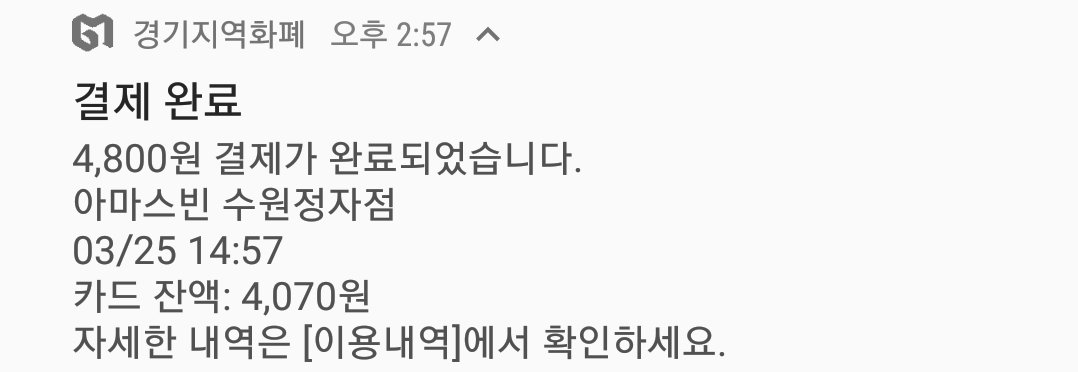 경기지역화폐 오후 2:57
결제 완료
4,800원 결제가 완료되었습니다.
아마스빈 수원정자점
03/25 14:57
카드 잔액: 4,070원
자세한 내역은 [이용내역]에서 확인하세요.